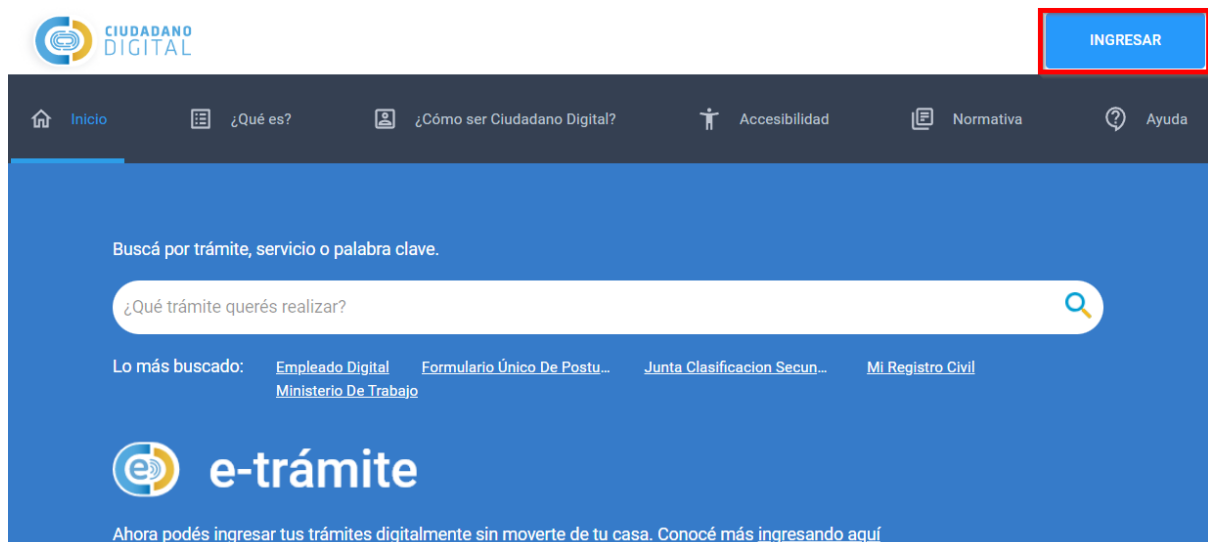 CIUDADANO
DIGITAL
INGRESAR
Inicio
¿Qué es?
¿Cómo ser Ciudadano Digital?
Accesibilidad
Normativa
Ayuda
Buscá por trámite, servicio o palabra clave.
¿Qué trámite querés realizar?
Lo más buscado: Empleado Digital Formulario Único De Postu... Junta Clasificacion Secun... Mi Registro Civil
Ministerio De Trabajo
e e-trámite
Ahora podés ingresar tus trámites digitalmente sin moverte de tu casa. Conocé más ingresando aquí